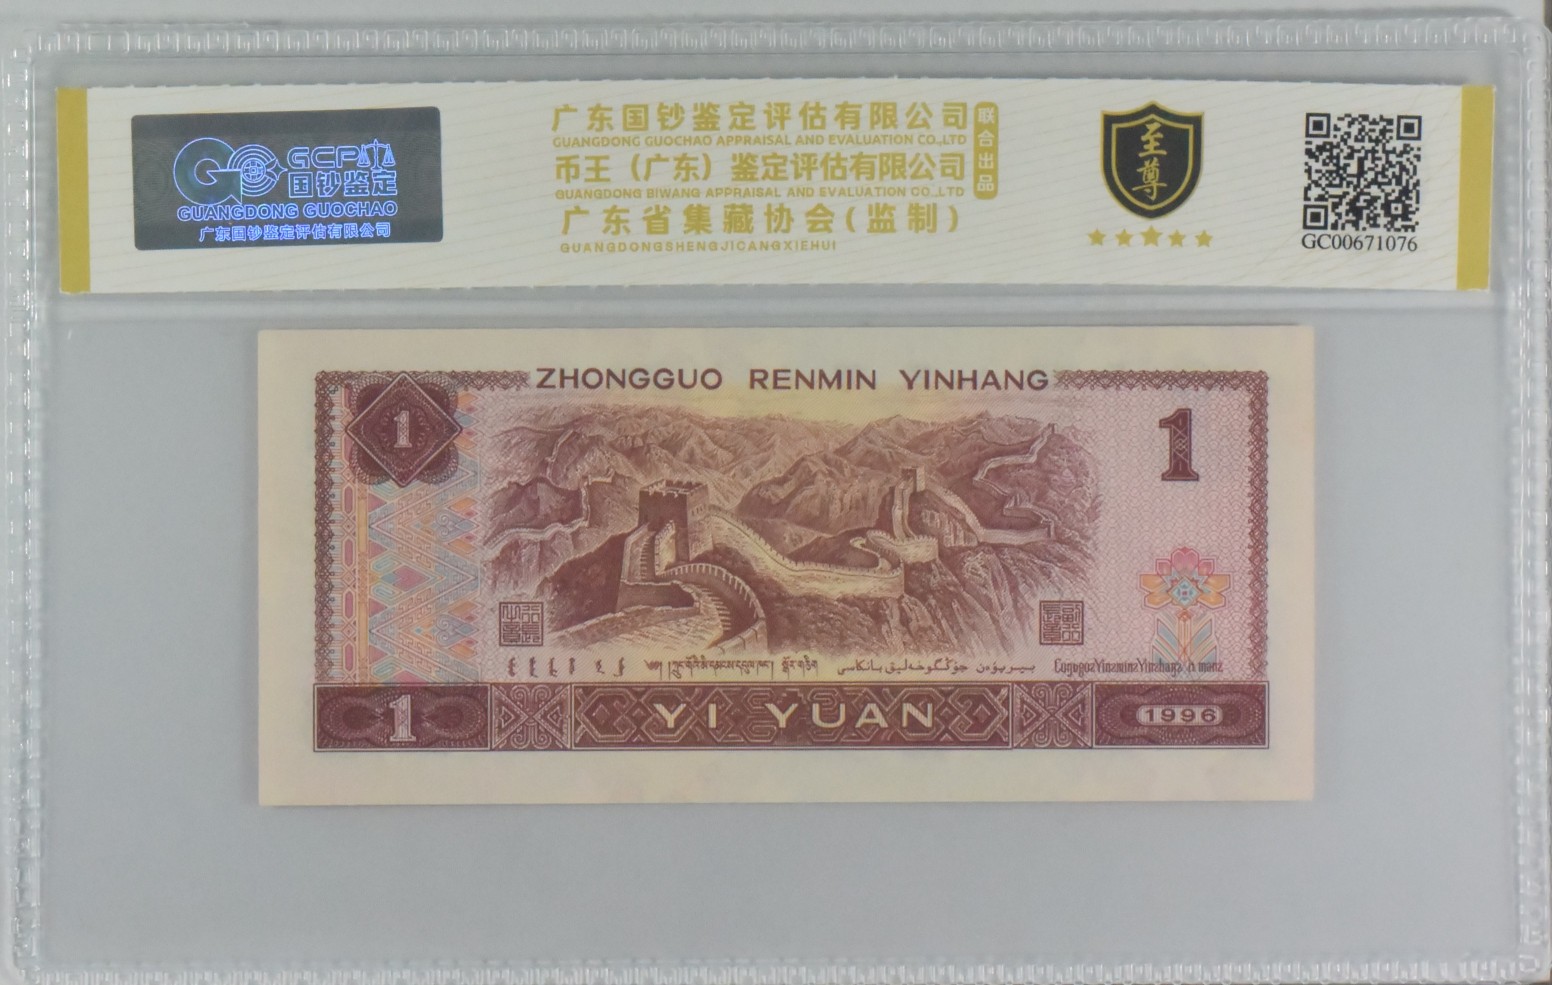 GCP
国钞鉴定
GUANGDONG GUOCHAO
广东国钞鉴定评估有限公司
广东国钞鉴定评估有限公司
GUANGDONG GUOCHAO APPRAISAL AND EVALUATION CO.,LTD
币王（广东）鉴定评估有限公司
GUANGDONG BIWANG APPRAISAL AND EVALUATION CO.,LTD
联合出品
广东省集藏协会(监制)
GUANGDONGSHENGJICANGXIEHUI
至尊
GC00671076
ZHONGGUO RENMIN YINHANG
1
1
1
YI YUAN
1996